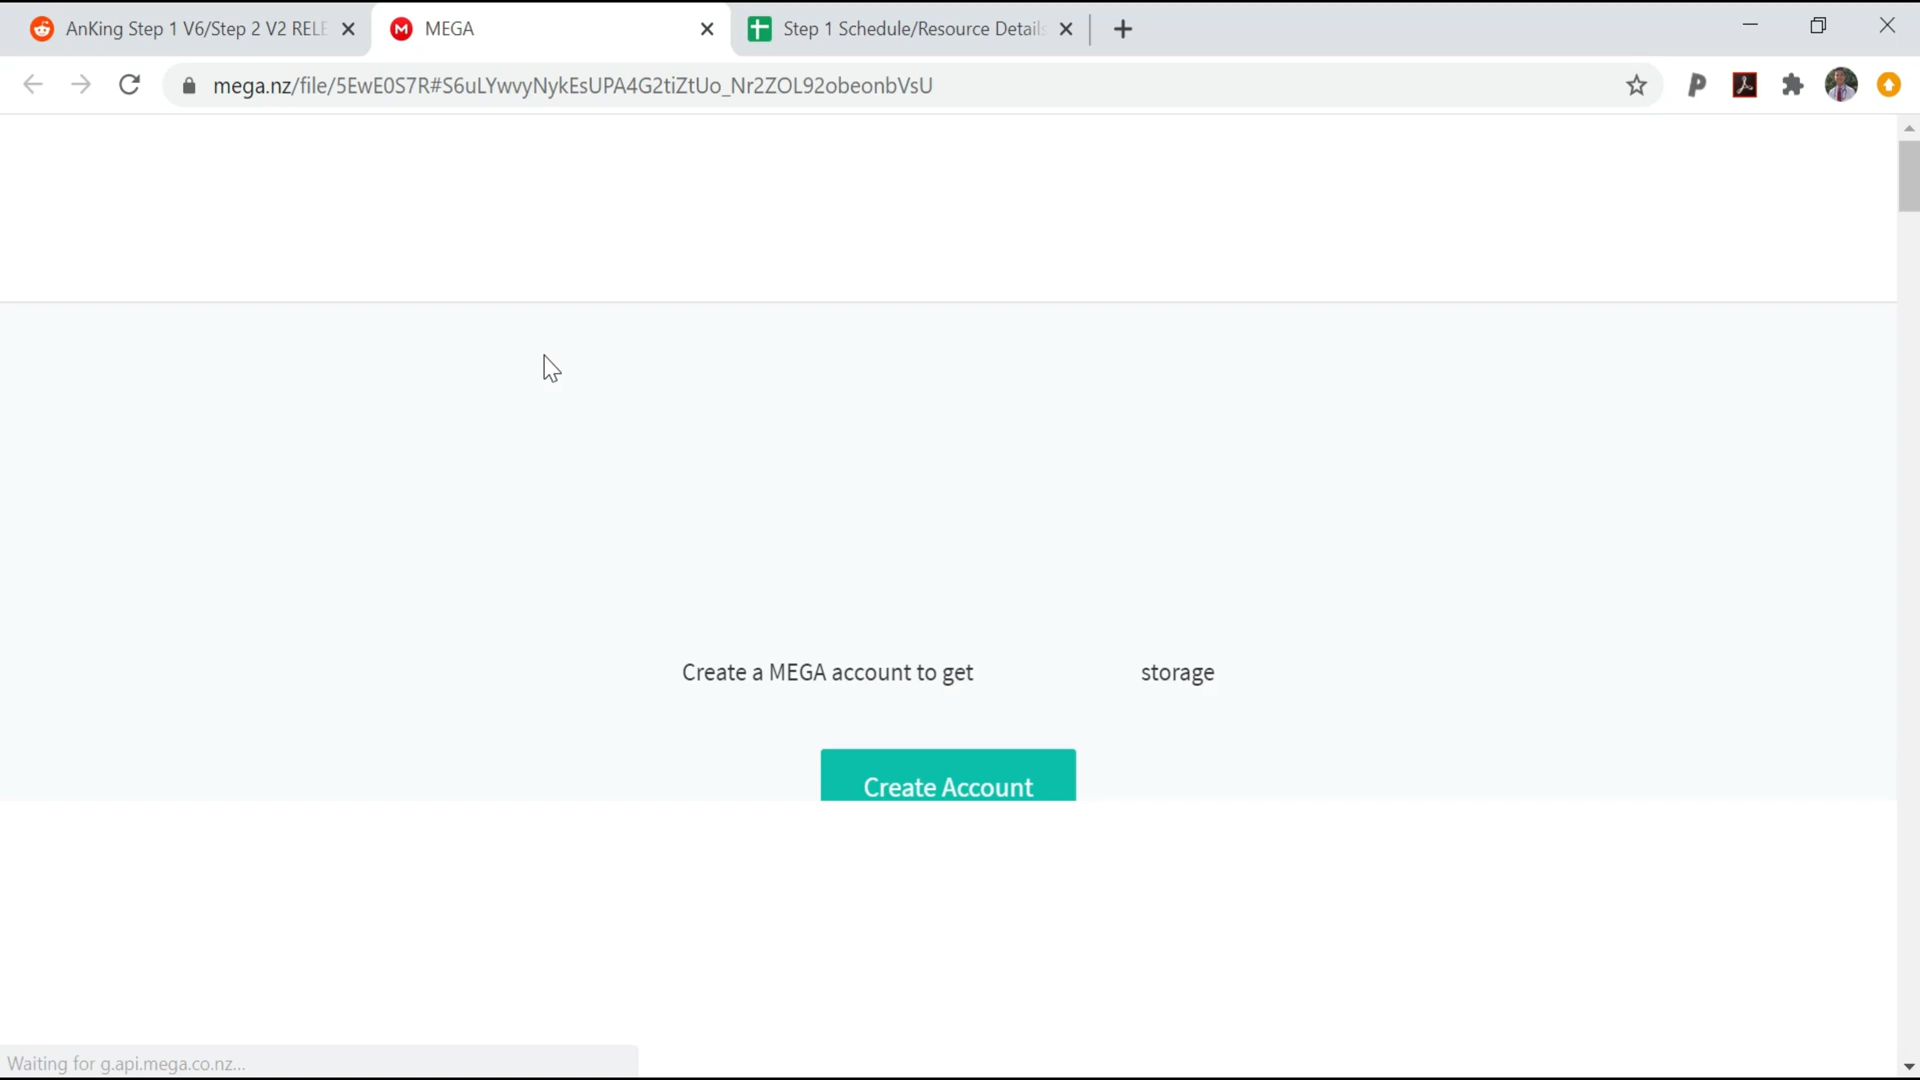 AnKing Step 1 V6/Step 2 V2 RELE
MEGA
Step 1 Schedule/Resource Details
mega.nz/file/5EwE0S7R#S6uLYwvyNykEsUPA4G2tiZtUo_Nr2ZOL92obeonbVsU
Create a MEGA account to get storage
Create Account
Waiting for g.api.mega.co.nz...